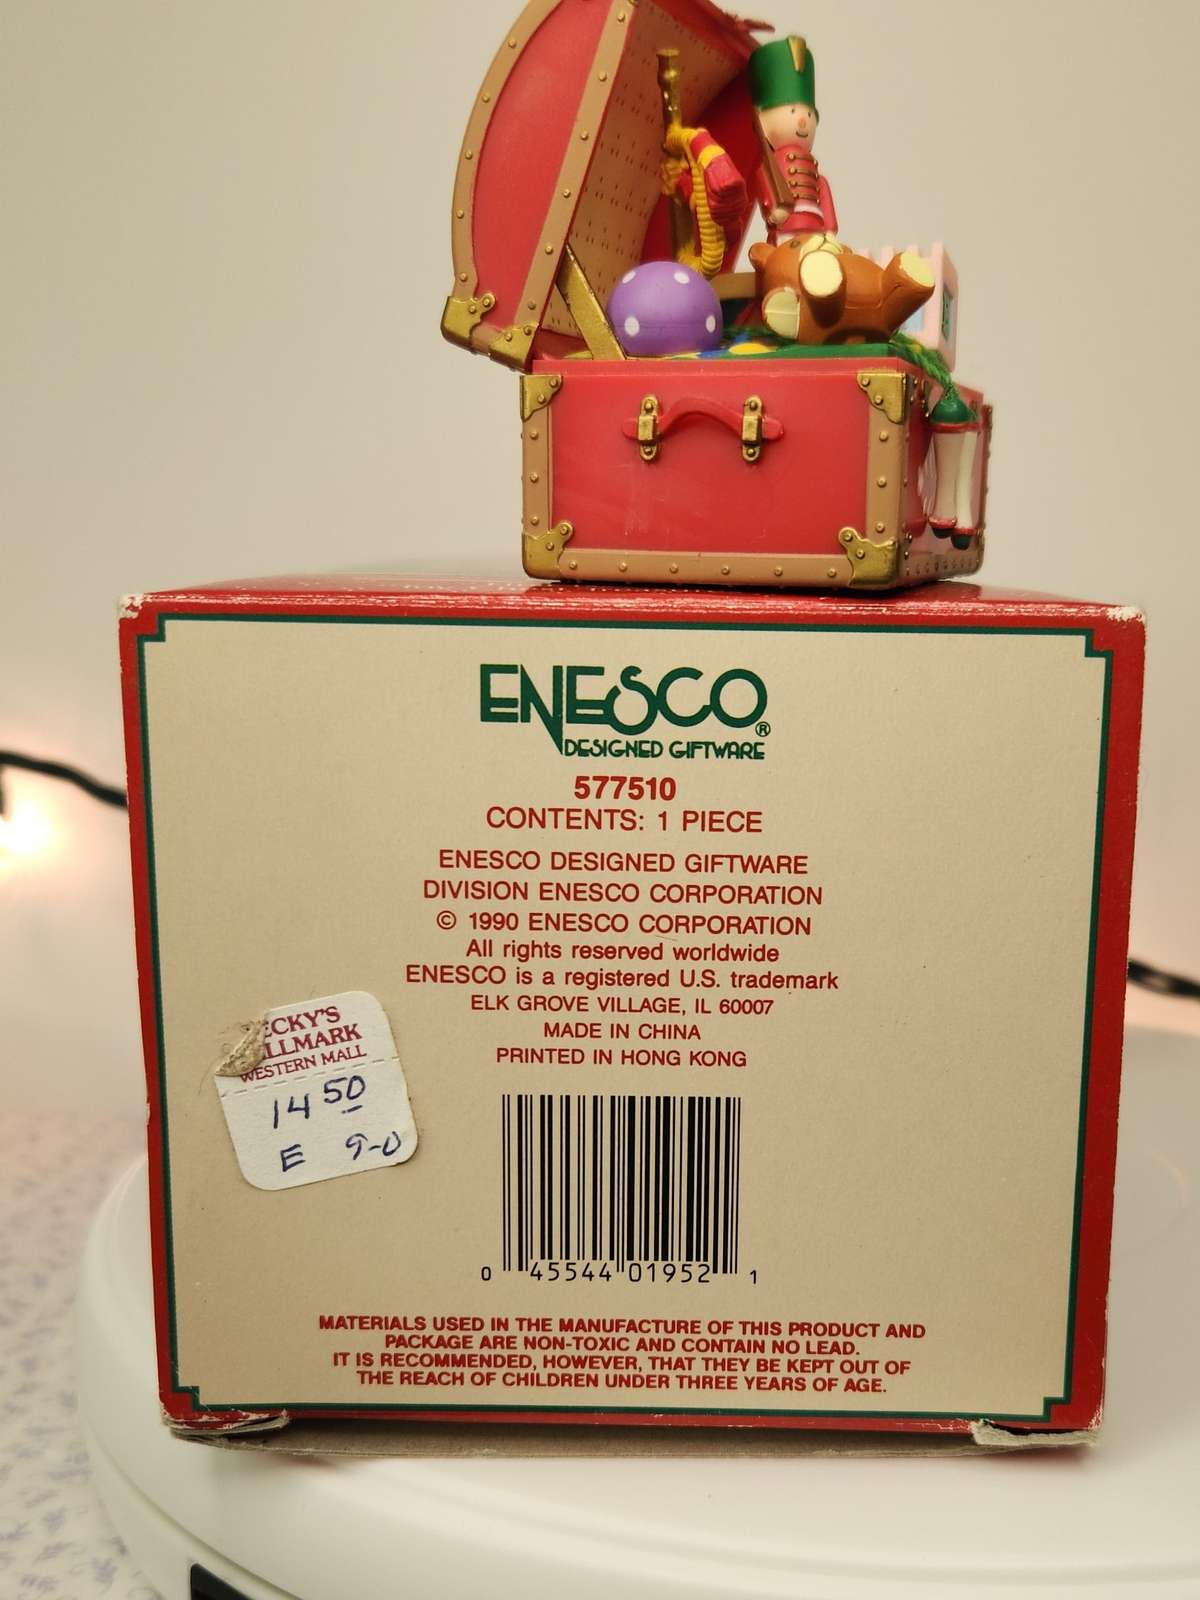 ENESCO®
DESIGNED GIFTWARE
577510
CONTENTS: 1 PIECE
ENESCO DESIGNED GIFTWARE
DIVISION ENESCO CORPORATION
© 1990 ENESCO CORPORATION
All rights reserved worldwide
ENESCO is a registered U.S. trademark
ELK GROVE VILLAGE, IL 60007
MADE IN CHINA
PRINTED IN HONG KONG
ECKY'S
LLMARK
WESTERN MALL
14 50
E 9-0
0 45544 01952 1
MATERIALS USED IN THE MANUFACTURE OF THIS PRODUCT AND
PACKAGE ARE NON-TOXIC AND CONTAIN NO LEAD.
IT IS RECOMMENDED, HOWEVER, THAT THEY BE KEPT OUT OF
THE REACH OF CHILDREN UNDER THREE YEARS OF AGE.